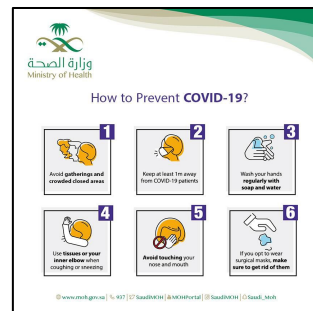 وزارة الصحة
Ministry of Health
How to Prevent COVID-19?
1
Avoid gatherings and
crowded closed areas
2
Keep at least 1m away
from COVID-19 patients
3
Wash your hands
regularly with
soap and water
4
Use tissues or your
inner elbow when
coughing or sneezing
5
Avoid touching your
nose and mouth
6
If you opt to wear
surgical masks, make
sure to get rid of them
www.moh.gov.sa | 937 | SaudiMOH | MOHPortal | SaudiMOH | Saudi_Moh